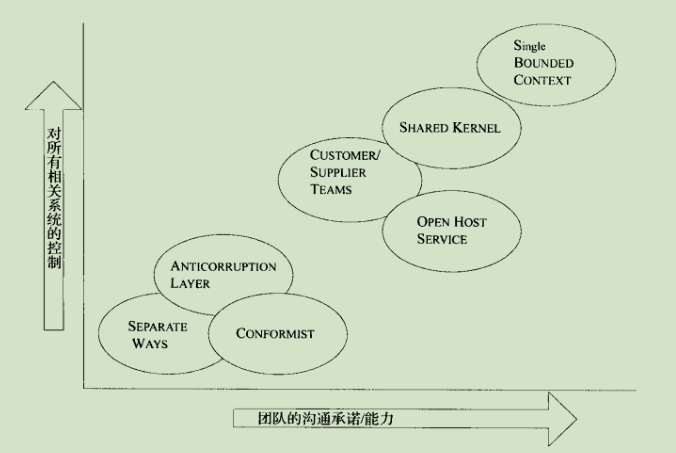 Single
BOUNDED
CONTEXT
SHARED KERNEL
CUSTOMER/
SUPPLIER
TEAMS
OPEN HOST
SERVICE
ANTICORRUPTION
LAYER
SEPARATE
WAYS
CONFORMIST
对所有相关系统的控制
团队的沟通承诺/能力